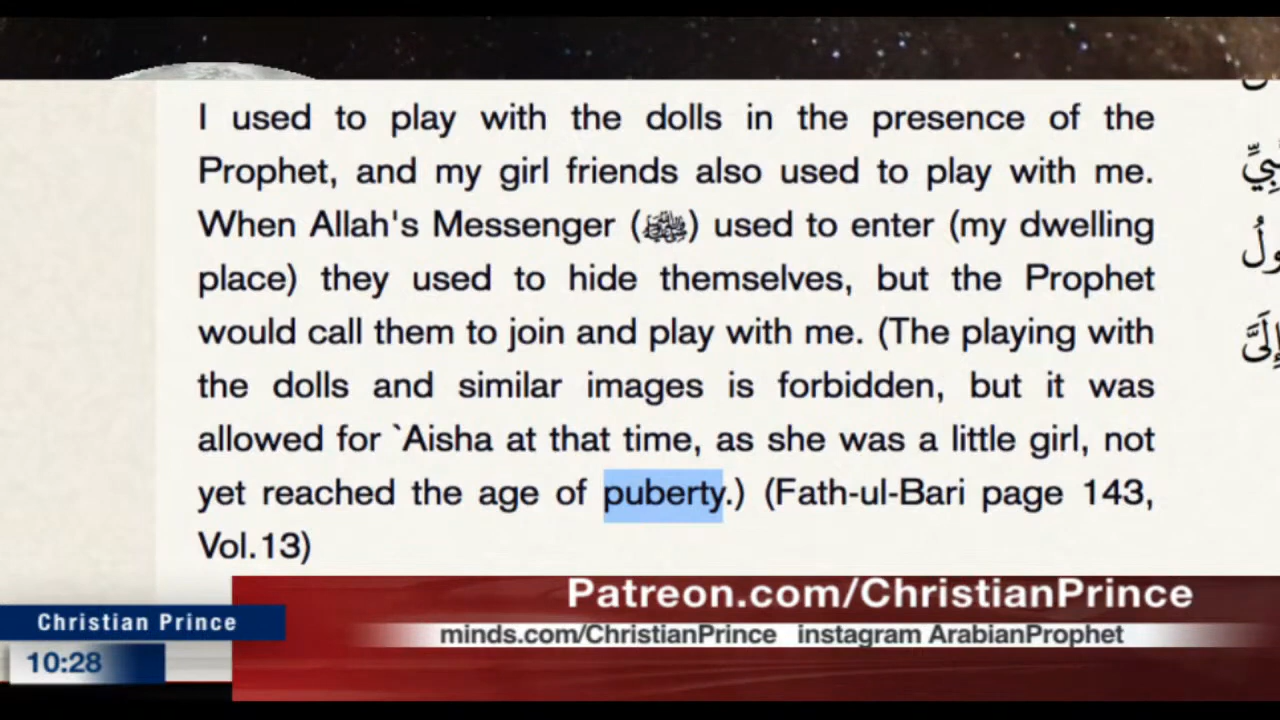 I used to play with the dolls in the presence of the
Prophet, and my girl friends also used to play with me.
When Allah's Messenger (ﷺ) used to enter (my dwelling
place) they used to hide themselves, but the Prophet
would call them to join and play with me. (The playing with
the dolls and similar images is forbidden, but it was
allowed for `Aisha at that time, as she was a little girl, not
yet reached the age of puberty.) (Fath-ul-Bari page 143,
Vol.13)
Patreon.com/ChristianPrince
Christian Prince
minds.com/ChristianPrince instagram ArabianProphet
10:28